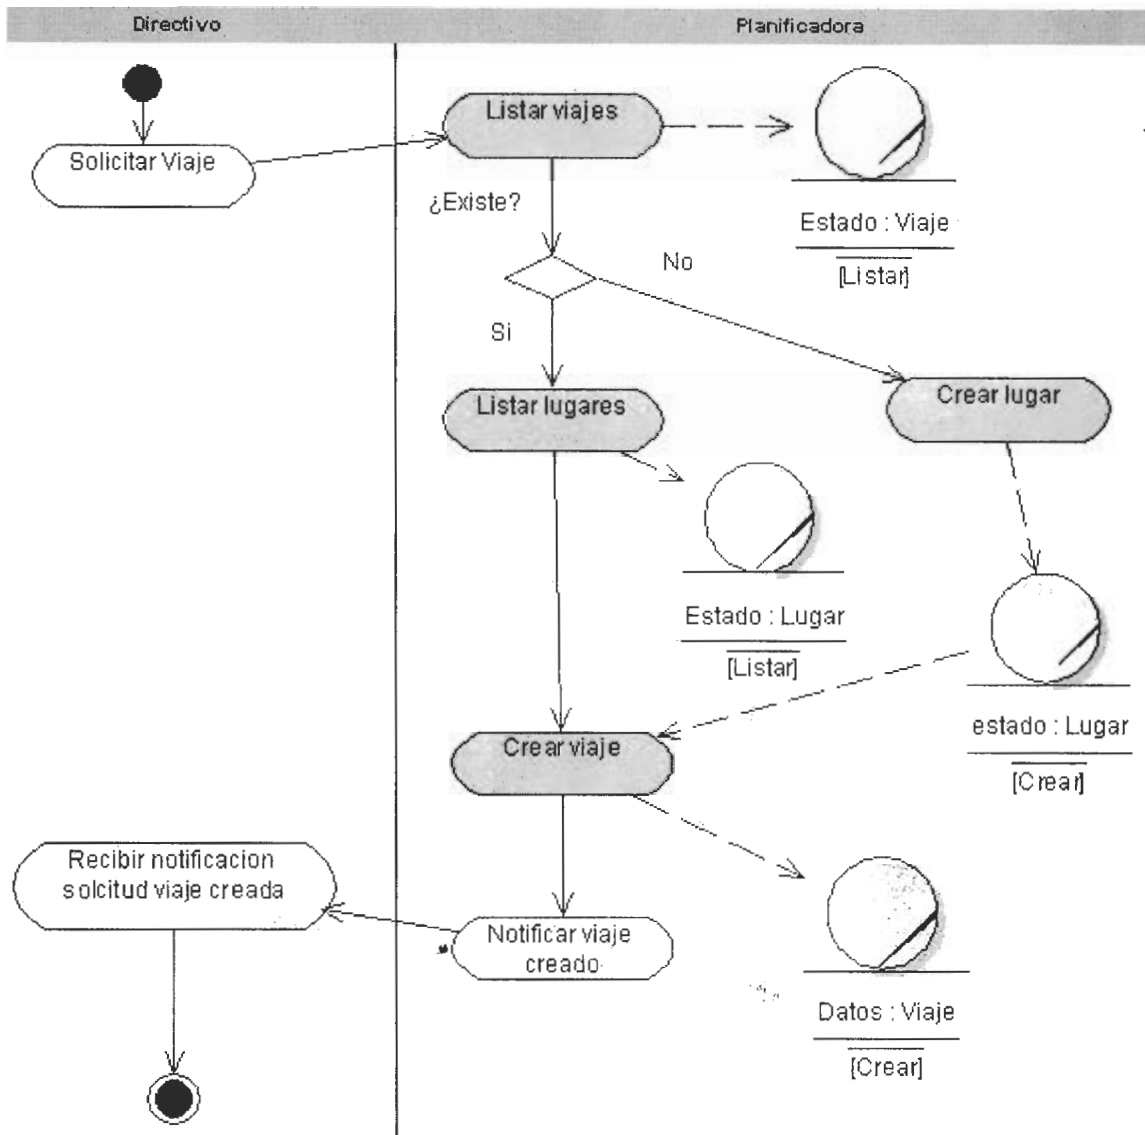 Directivo
Planificadora
Solicitar Viaje
Listar viajes
Estado : Viaje
[Listar]
¿Existe?
No
Si
Listar lugares
Crear lugar
Estado : Lugar
[Listar]
estado : Lugar
[Crear]
Crear viaje
Recibir notificacion
solcitud viaje creada
Notificar viaje
creado
Datos : Viaje
[Crear]